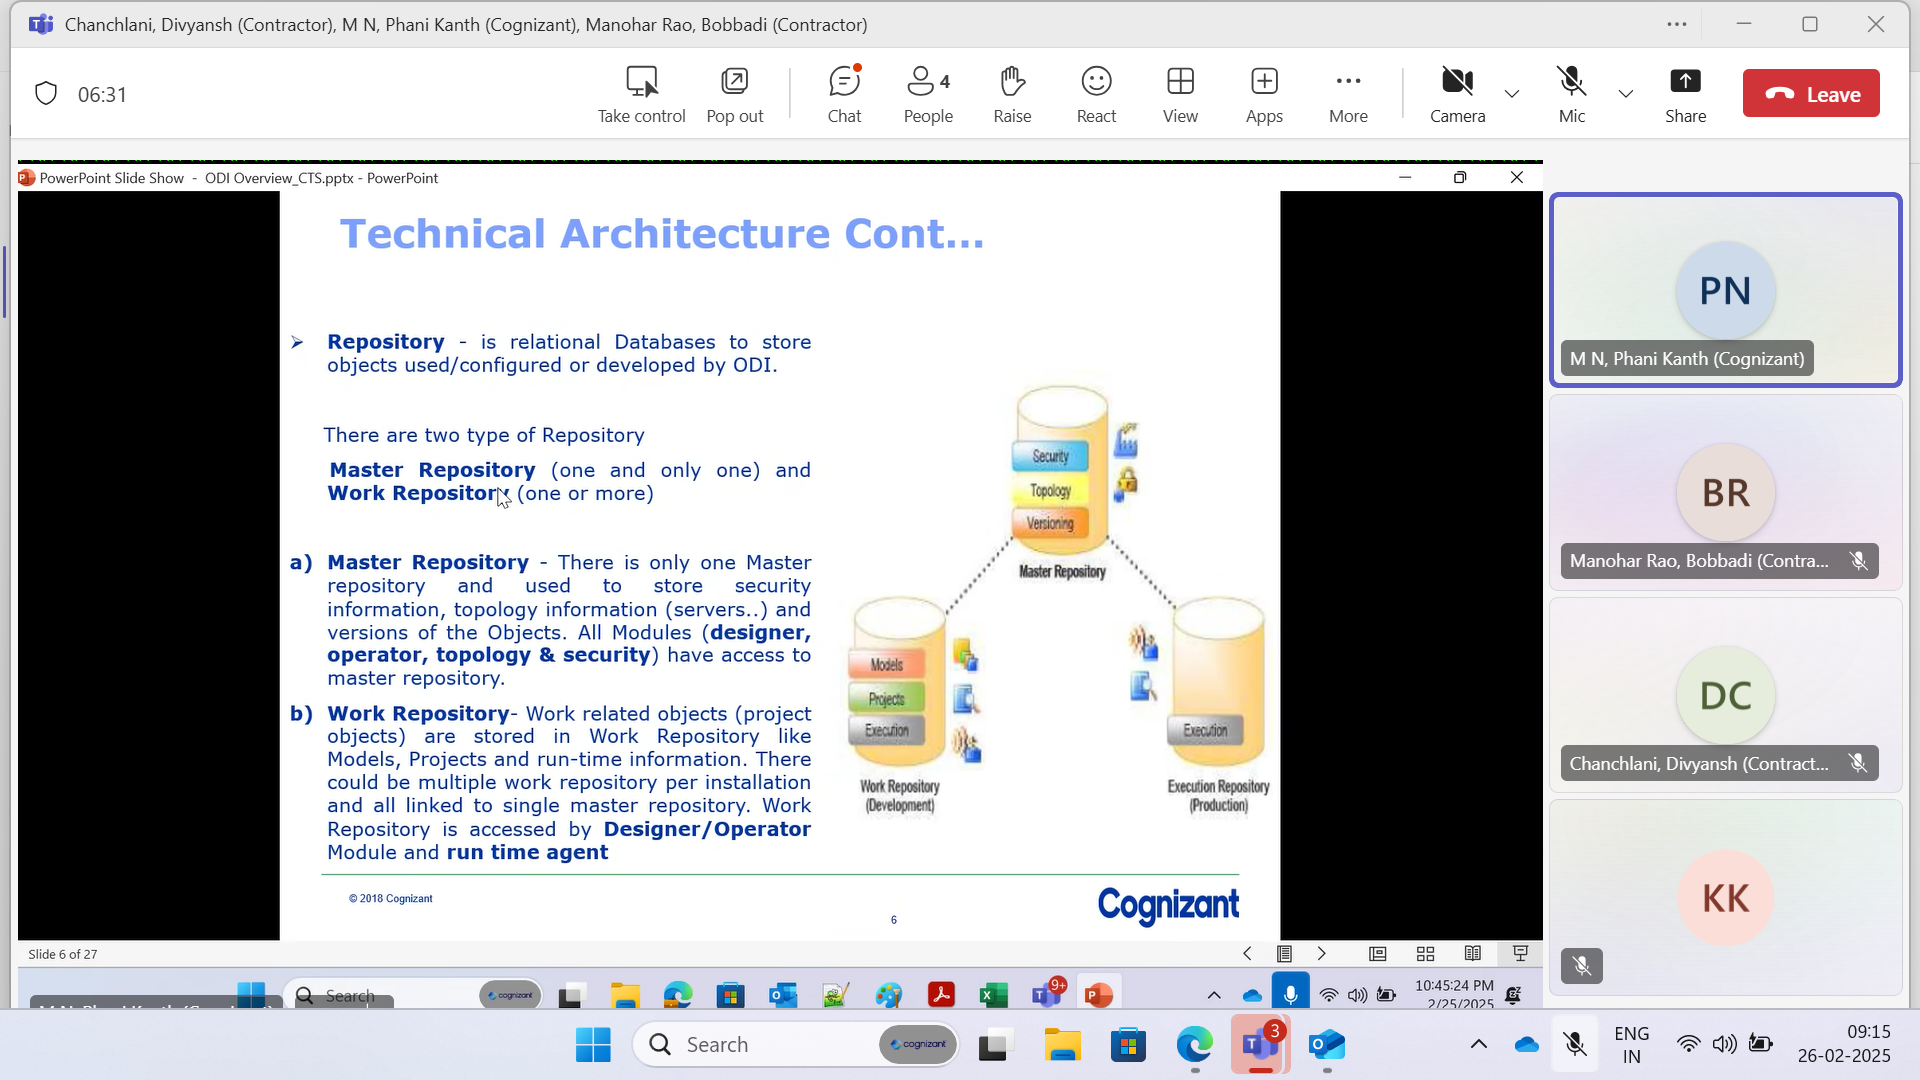 Chanchlani, Divyansh (Contractor), M N, Phani Kanth (Cognizant), Manohar Rao, Bobbadi (Contractor)
06:31
Take control
Pop out
Chat
4
People
Raise
React
View
Apps
More
Camera
Mic
Share
Leave
PowerPoint Slide Show - ODI Overview_CTS.pptx - PowerPoint
Technical Architecture Cont...
Repository - is relational Databases to store
objects used/configured or developed by ODI.
There are two type of Repository
Master Repository (one and only one) and
Work Repository (one or more)
a) Master Repository - There is only one Master
repository and used to store security
information, topology information (servers..) and
versions of the Objects. All Modules (designer,
operator, topology & security) have access to
master repository.
b) Work Repository- Work related objects (project
objects) are stored in Work Repository like
Models, Projects and run-time information. There
could be multiple work repository per installation
and all linked to single master repository. Work
Repository is accessed by Designer/Operator
Module and run time agent
Security
Topology
Versioning
Master Repository
Models
Projects
Execution
Work Repository
(Development)
Execution
Execution Repository
(Production)
© 2018 Cognizant
6
Cognizant
Slide 6 of 27
PN
M N, Phani Kanth (Cognizant)
BR
Manohar Rao, Bobbadi (Contra...
DC
Chanchlani, Divyansh (Contract...
KK
Search
cognizant
9+
10:45:24 PM
2/25/2025
Search
cognizant
3
ENG
IN
09:15
26-02-2025